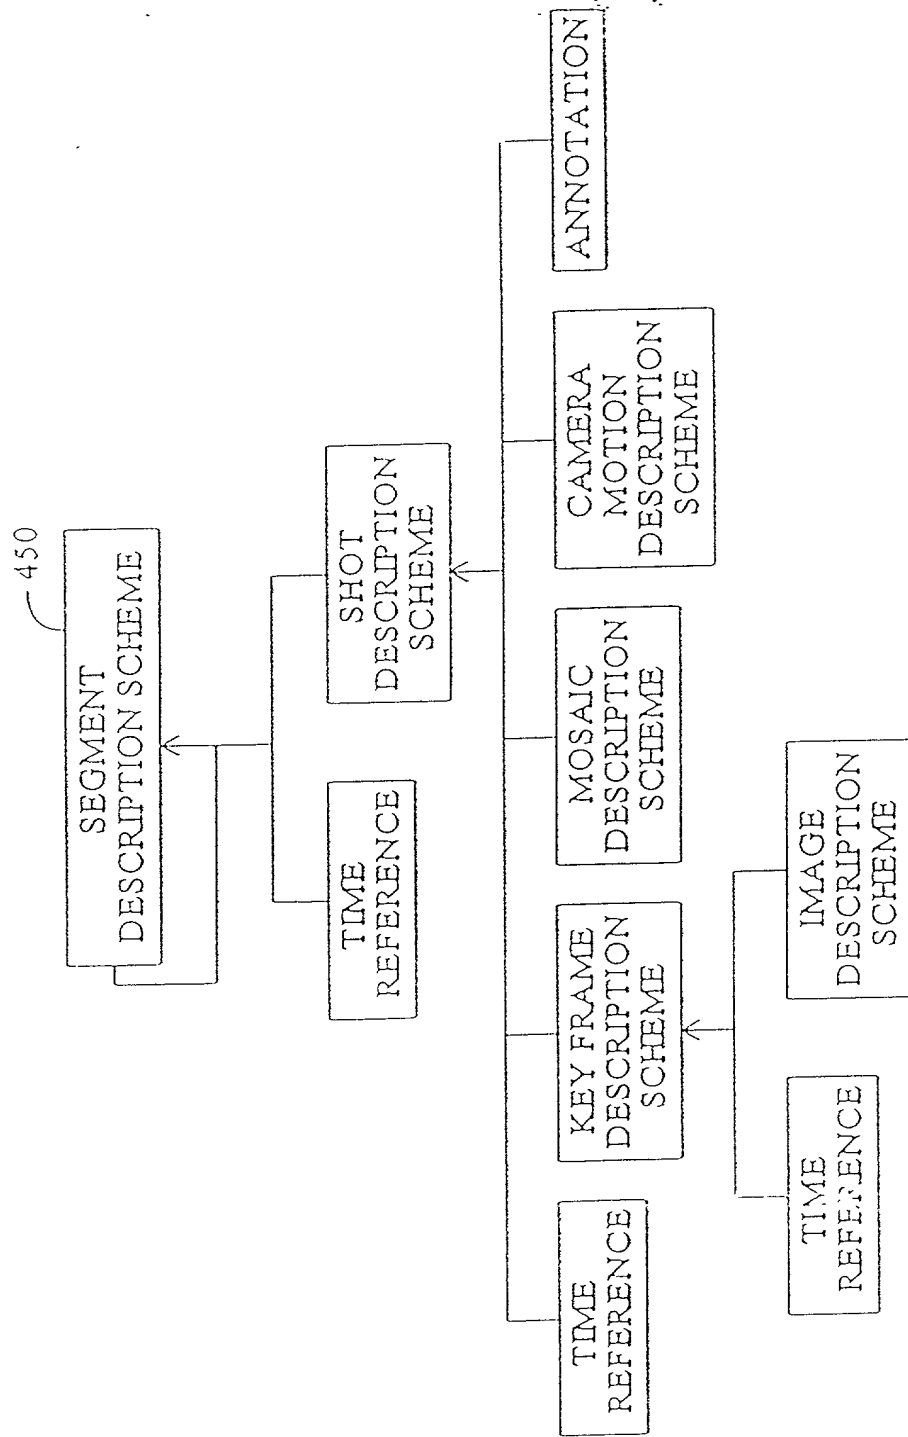 450
SEGMENT
DESCRIPTION SCHEME
TIME
REFERENCE
SHOT
DESCRIPTION
SCHEME
TIME
REFERENCE
KEY FRAME
DESCRIPTION
SCHEME
MOSAIC
DESCRIPTION
SCHEME
CAMERA
MOTION
DESCRIPTION
SCHEME
ANNOTATION
TIME
REFERENCE
IMAGE
DESCRIPTION
SCHEME